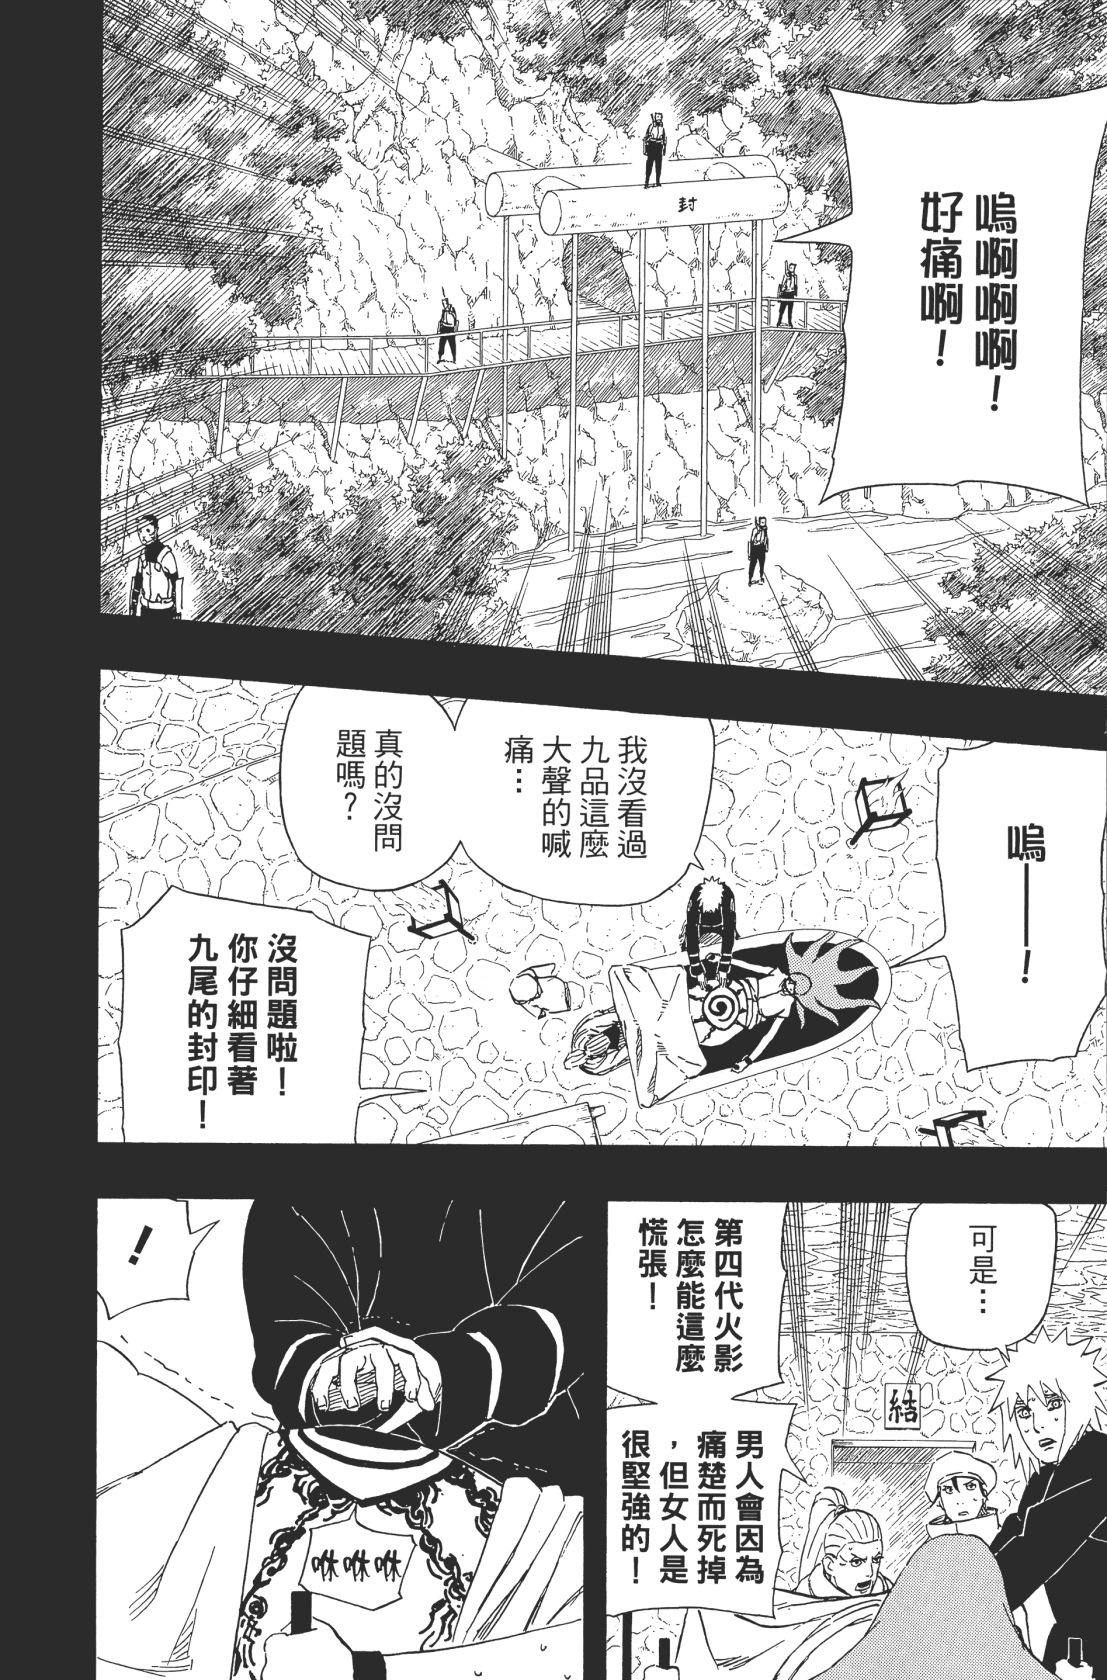 嗚啊啊啊！
好痛啊！
封
嗚──！
我沒看過
九品這麼
大聲的喊
痛…
真的沒問
題嗎？
沒問題啦！
你仔細看著
九尾的封印！
可是…
結
第四代火影
怎麼能這麼
慌張！
男人會因為
痛楚而死掉
，但女人是
很堅強的！
！
咻咻咻